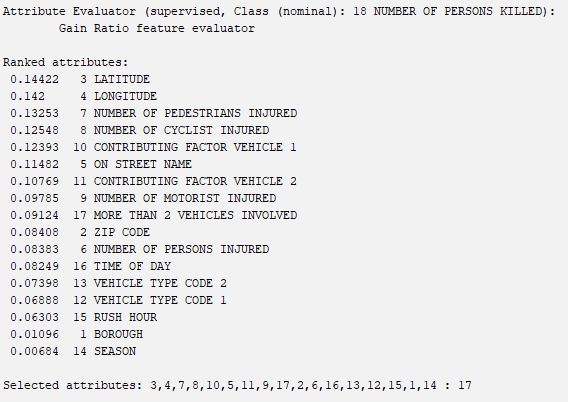 Attribute Evaluator (supervised, Class (nominal): 18 NUMBER OF PERSONS KILLED):
Gain Ratio feature evaluator
Ranked attributes:
0.14422 3 LATITUDE
0.142 4 LONGITUDE
0.13253 7 NUMBER OF PEDESTRIANS INJURED
0.12548 8 NUMBER OF CYCLIST INJURED
0.12393 10 CONTRIBUTING FACTOR VEHICLE 1
0.11482 5 ON STREET NAME
0.10769 11 CONTRIBUTING FACTOR VEHICLE 2
0.09785 9 NUMBER OF MOTORIST INJURED
0.09124 17 MORE THAN 2 VEHICLES INVOLVED
0.08408 2 ZIP CODE
0.08383 6 NUMBER OF PERSONS INJURED
0.08249 16 TIME OF DAY
0.07398 13 VEHICLE TYPE CODE 2
0.06888 12 VEHICLE TYPE CODE 1
0.06303 15 RUSH HOUR
0.01096 1 BOROUGH
0.00684 14 SEASON
Selected attributes: 3,4,7,8,10,5,11,9,17,2,6,16,13,12,15,1,14 : 17